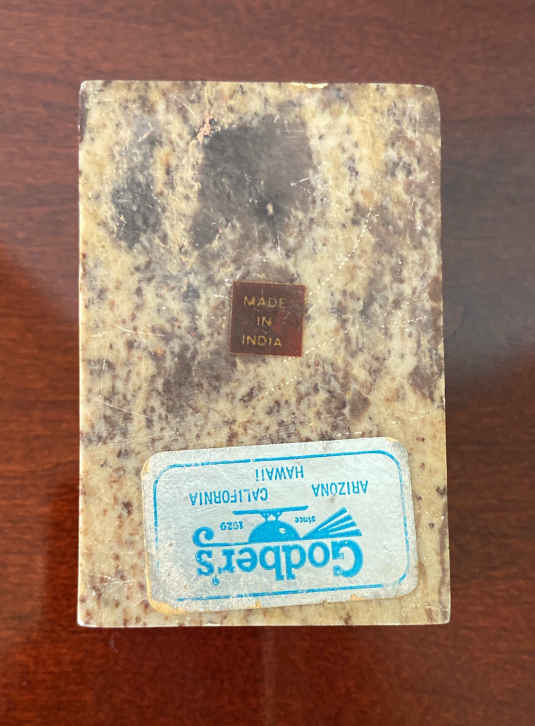 MADE
IN
INDIA
Godber's
since 1929
ARIZONA CALIFORNIA
HAWAII